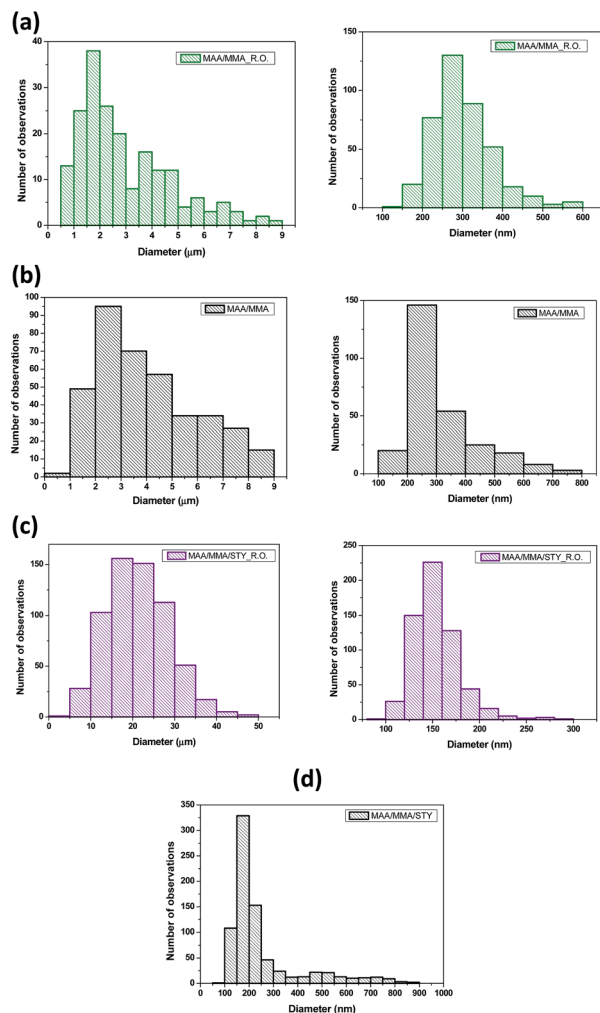 (a)
MAA/MMA_R.O.
40
30
20
10
0
0 1 2 3 4 5 6 7 8 9
Number of observations
Diameter (μm)
MAA/MMA_R.O.
150
100
50
0
100 200 300 400 500 600
Number of observations
Diameter (nm)
(b)
MAA/MMA
100
90
80
70
60
50
40
30
20
10
0
0 1 2 3 4 5 6 7 8 9
Number of observations
Diameter (μm)
MAA/MMA
150
100
50
0
100 200 300 400 500 600 700 800
Number of observations
Diameter (nm)
(c)
MAA/MMA/STY_R.O.
150
100
50
0
0 10 20 30 40 50
Number of observations
Diameter (μm)
MAA/MMA/STY_R.O.
250
200
150
100
50
0
100 150 200 250 300
Number of observations
Diameter (nm)
(d)
MAA/MMA/STY
350
300
250
200
150
100
50
0
0 100 200 300 400 500 600 700 800 900 1000
Number of observations
Diameter (nm)